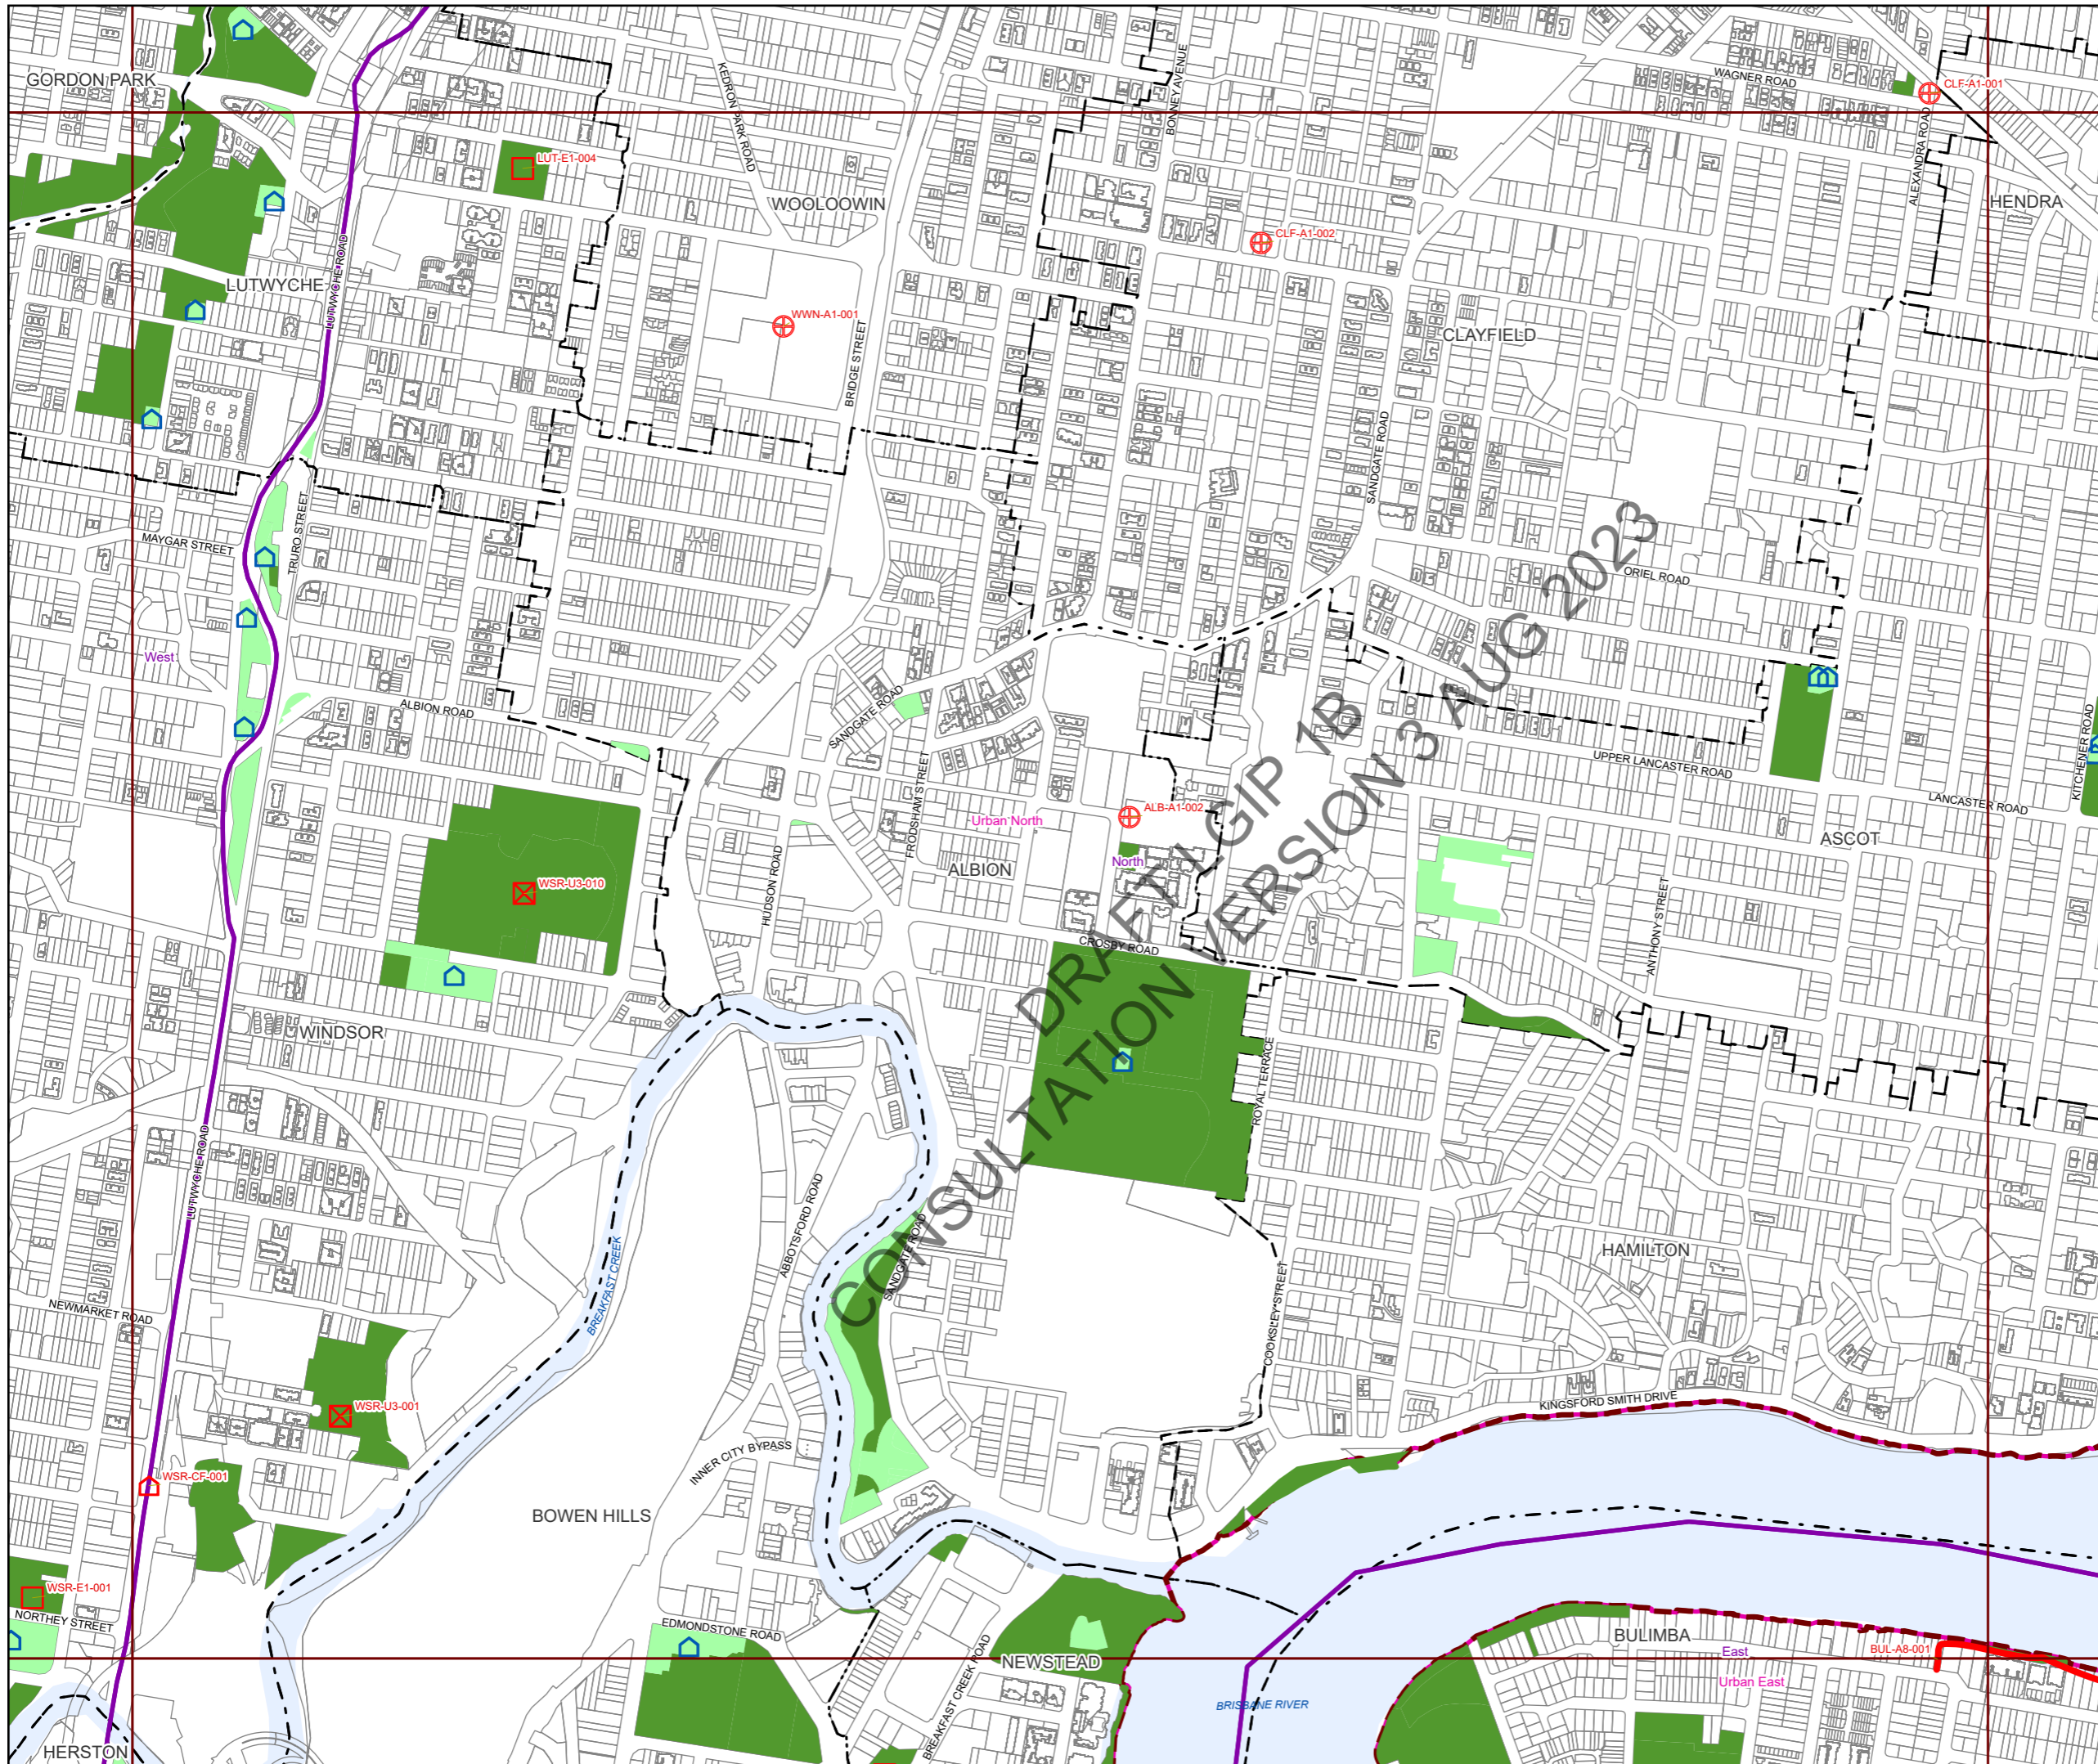 GORDON PARK
WAGNER ROAD
CLF-A1-001
KEDRON PARK ROAD
BONNEY AVENUE
ALEXANDRA ROAD
LUT-E1-004
WOOLOOWIN
HENDRA
CLF-A1-002
LUTWYCHE ROAD
LUTWYCHE
WWN-A1-001
BRIDGE STREET
CLAYFIELD
SANDGATE ROAD
MAYGAR STREET
TRURO STREET
ORIEL ROAD
West
ALBION ROAD
SANDGATE ROAD
FRODSHAM STREET
UPPER LANCASTER ROAD
KITCHENER ROAD
LANCASTER ROAD
ALB-A1-002
Urban North
ASCOT
North
ALBION
HUDSON ROAD
WSR-U3-010
ANTHONY STREET
CROSBY ROAD
DRAFT LGIP 1B
CONSULTATION VERSION 3 AUG 2023
WINDSOR
ROYAL TERRACE
LUTWYCHE ROAD
ABBOTSFORD ROAD
SANDGATE ROAD
BREAKFAST CREEK
HAMILTON
COOKSLEY STREET
NEWMARKET ROAD
KINGSFORD SMITH DRIVE
WSR-U3-001
INNER CITY BYPASS
WSR-CF-001
BOWEN HILLS
WSR-E1-001
NORTHEY STREET
EDMONDSTONE ROAD
BREAKFAST CREEK ROAD
NEWSTEAD
BULIMBA
East
BUL-A8-001
Urban East
BRISBANE RIVER
HERSTON